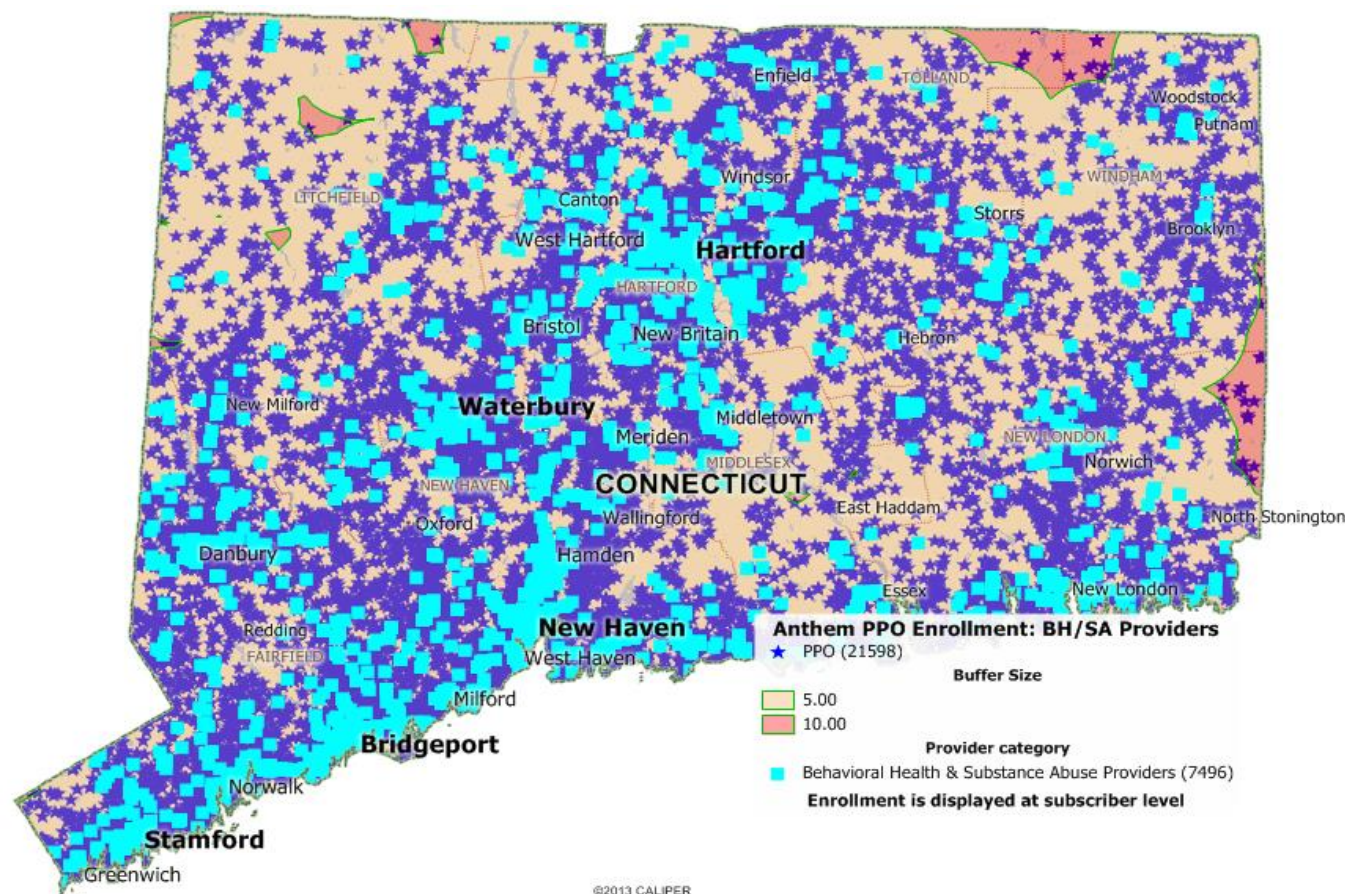 Enfield
TOLLAND
Woodstock
Putnam
Windsor
WINDHAM
LITCHFIELD
Canton
Storrs
Brooklyn
West Hartford
Hartford
HARTFORD
Bristol
New Britain
Hebron
New Milford
Waterbury
Middletown
Meriden
NEW LONDON
MIDDLESEX
Norwich
NEW HAVEN
CONNECTICUT
East Haddam
Oxford
Wallingford
North Stonington
Danbury
Hamden
Essex
New London
Redding
New Haven
FAIRFIELD
West Haven
Milford
Bridgeport
Norwalk
Stamford
Greenwich
Anthem PPO Enrollment: BH/SA Providers
PPO (21598)
Buffer Size
5.00
10.00
Provider category
Behavioral Health & Substance Abuse Providers (7496)
Enrollment is displayed at subscriber level
©2013 CALIPER